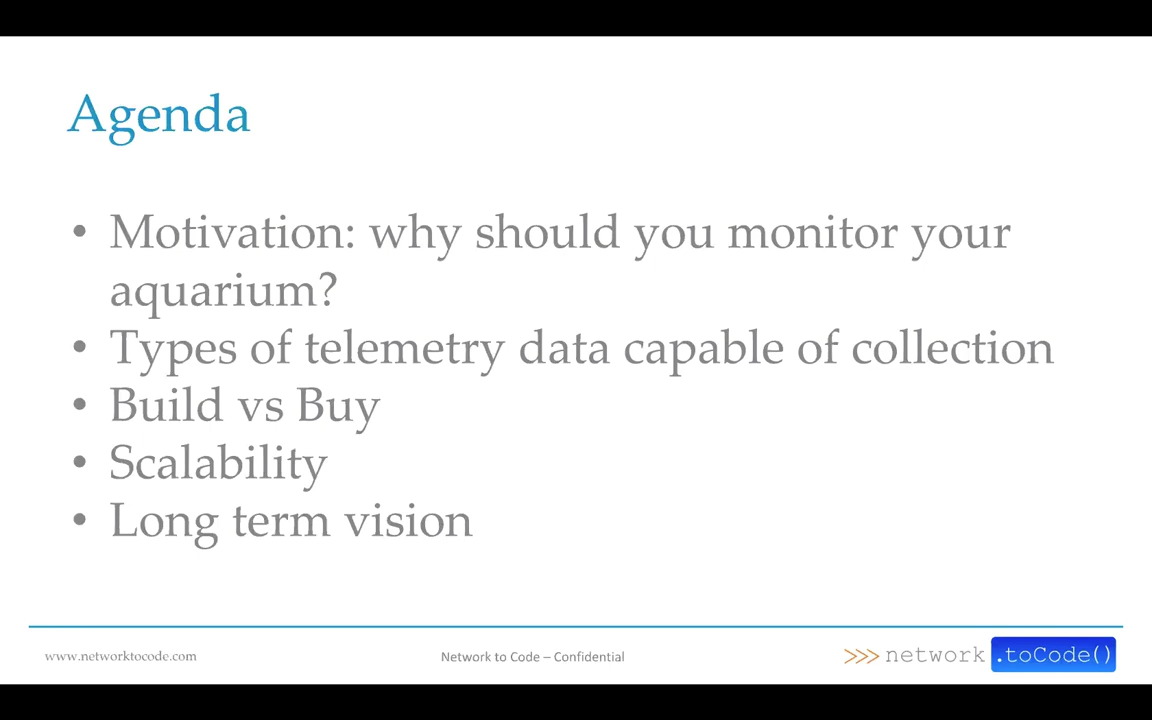 Agenda
• Motivation: why should you monitor your
aquarium?
• Types of telemetry data capable of collection
• Build vs Buy
• Scalability
• Long term vision
www.networktocode.com
Network to Code – Confidential
>>> network .toCode()